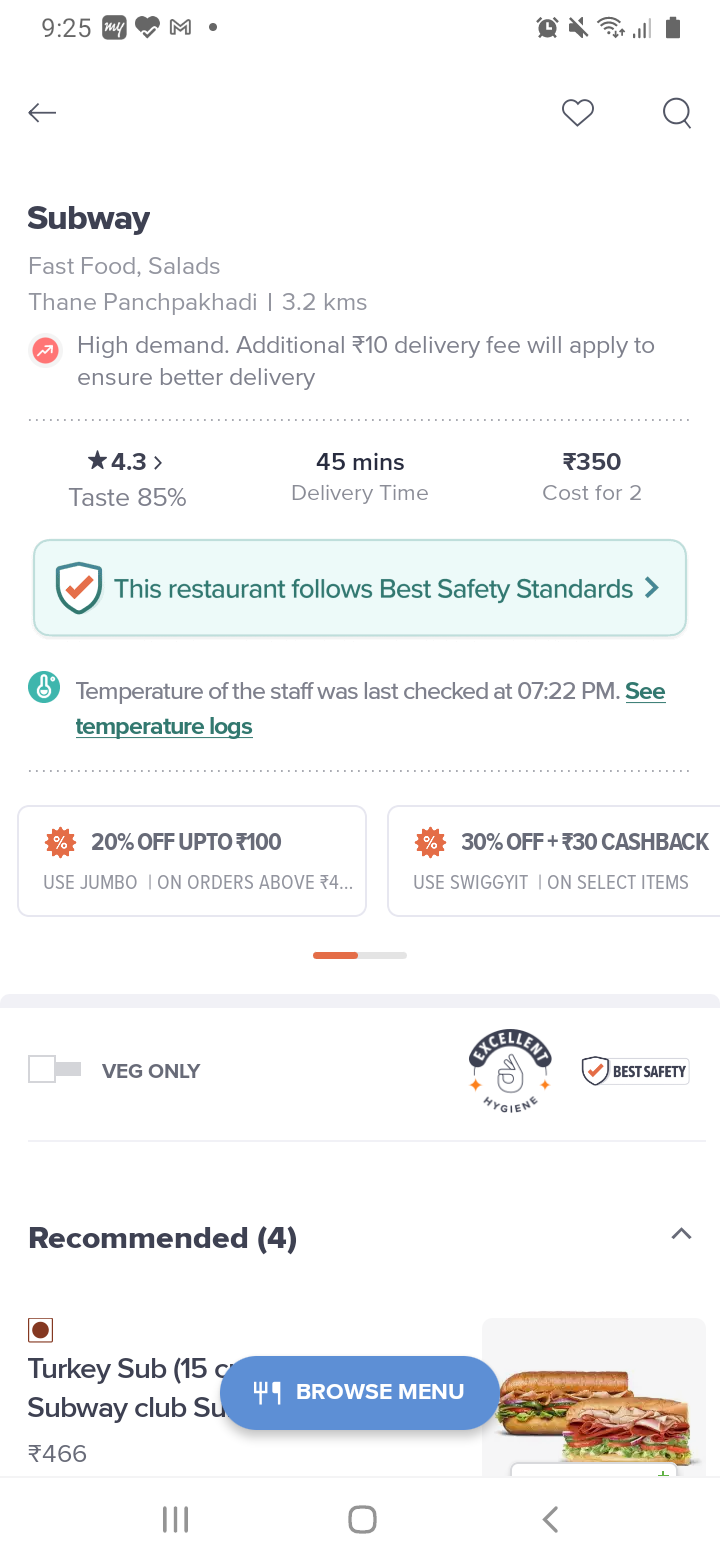 9:25 my
Subway
Fast Food, Salads
Thane Panchpakhadi | 3.2 kms
High demand. Additional ₹10 delivery fee will apply to
ensure better delivery
★ 4.3 >
45 mins
₹350
Taste 85%
Delivery Time
Cost for 2
This restaurant follows Best Safety Standards
Temperature of the staff was last checked at 07:22 PM. See
temperature logs
20% OFF UPTO ₹100
30% OFF + ₹30 CASHBACK
USE JUMBO | ON ORDERS ABOVE ₹4...
USE SWIGGYIT | ON SELECT ITEMS
VEG ONLY
EXCELLENT
HYGIENE
BEST SAFETY
Recommended (4)
Turkey Sub (15 c
Subway club Su
BROWSE MENU
₹466